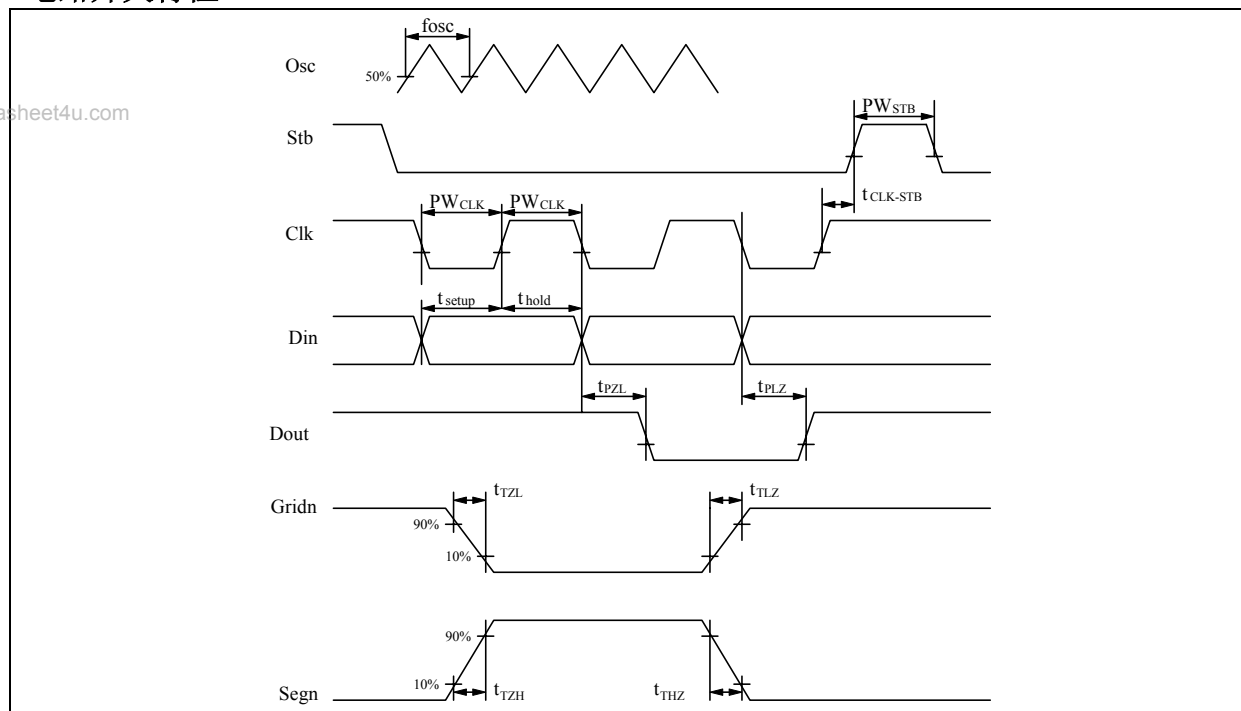 fosc
Osc
50%
asheet4u.com
PWSTB
Stb
PWCLK PWCLK
tCLK-STB
Clk
tsetup thold
Din
tPZL tPLZ
Dout
tTZL tTLZ
Gridn
90%
10%
90%
10%
Segn
tTZH tTHZ